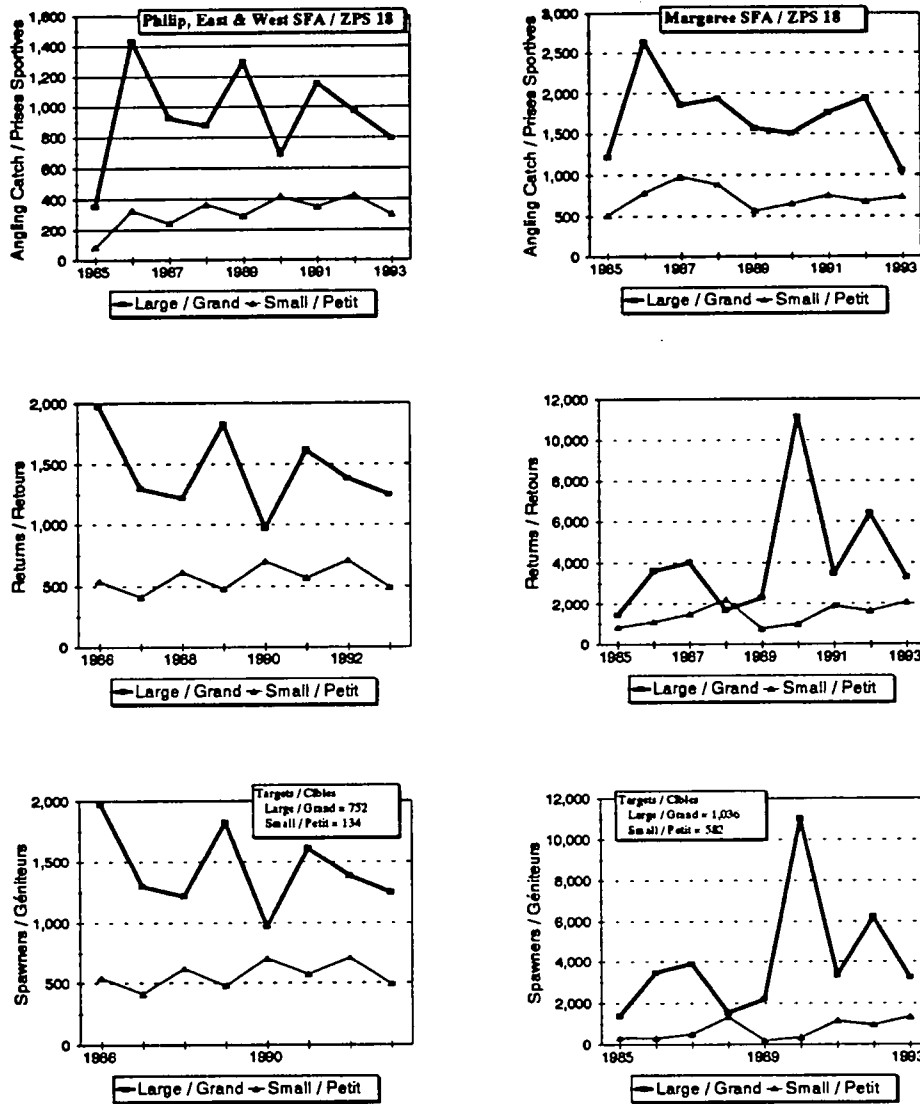 Philip, East & West SFA / ZPS 18
Angling Catch / Prises Sportives
1,600
1,400
1,200
1,000
800
600
400
200
0
1985 1987 1989 1991 1993
Large / Grand Small / Petit
Margaree SFA / ZPS 18
Angling Catch / Prises Sportives
3,000
2,500
2,000
1,500
1,000
500
0
1985 1987 1989 1991 1993
Large / Grand Small / Petit
Returns / Retours
2,000
1,500
1,000
500
0
1986 1988 1990 1992
Large / Grand Small / Petit
Returns / Retours
12,000
10,000
8,000
6,000
4,000
2,000
0
1985 1987 1989 1991 1993
Large / Grand Small / Petit
Targets / Cibles
Large / Grand = 752
Small / Petit = 134
Spawners / Géniteurs
2,000
1,500
1,000
500
0
1986 1990
Large / Grand Small / Petit
Targets / Cibles
Large / Grand = 1,036
Small / Petit = 582
Spawners / Géniteurs
12,000
10,000
8,000
6,000
4,000
2,000
0
1985 1989 1993
Large / Grand Small / Petit